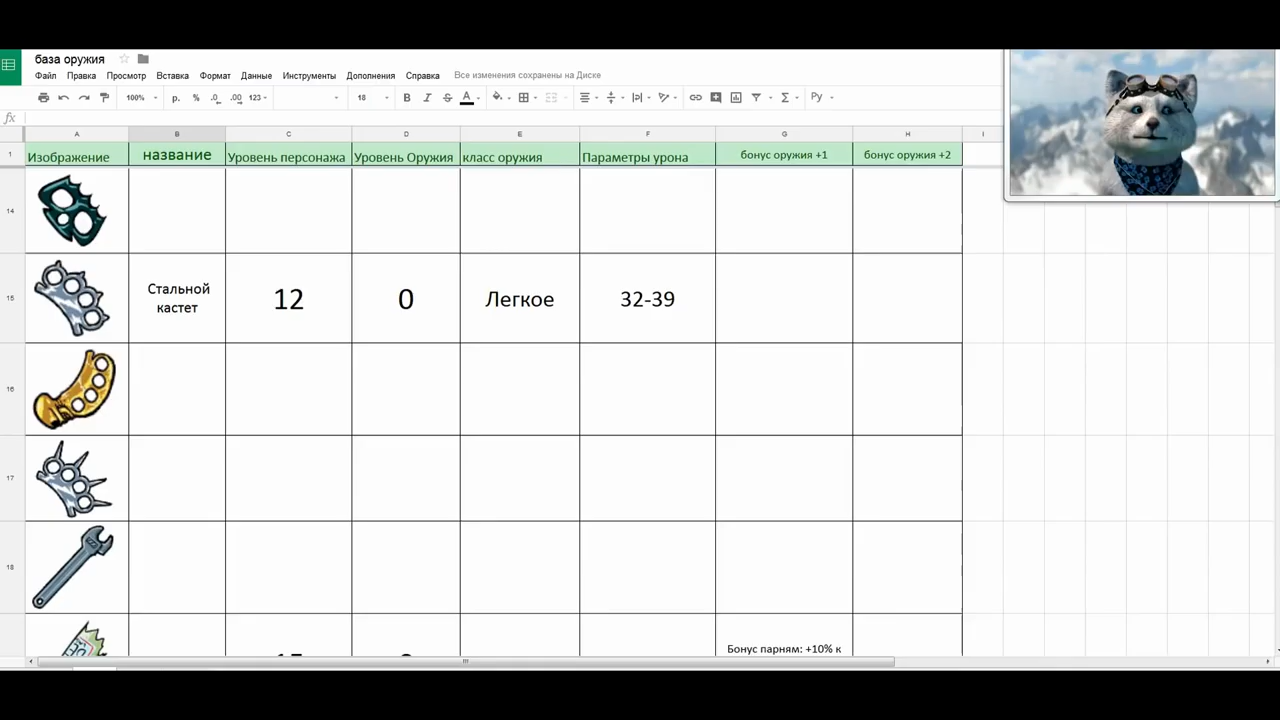 база оружия
Файл Правка Просмотр Вставка Формат Данные Инструменты Дополнения Справка Все изменения сохранены на Диске
100% р. % .0 .00 123 18 B I S A Σ Ру
fx
A B C D E F G H I
1 Изображение название Уровень персонажа Уровень Оружия класс оружия Параметры урона бонус оружия +1 бонус оружия +2
14
15 Стальной кастет 12 0 Легкое 32-39
16
17
18
Бонус парням: +10% к